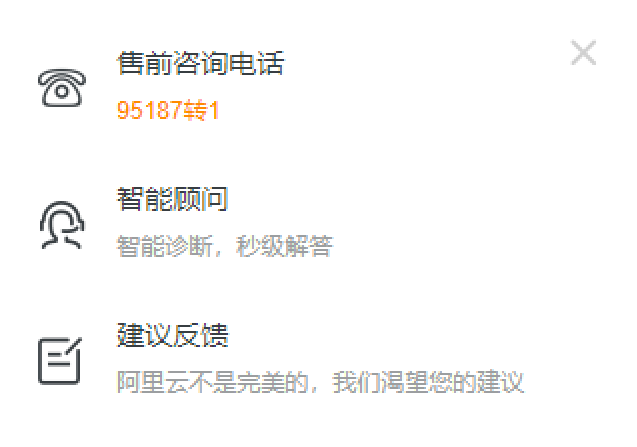 售前咨询电话
95187转1
智能顾问
智能诊断，秒级解答
建议反馈
阿里云不是完美的，我们渴望您的建议